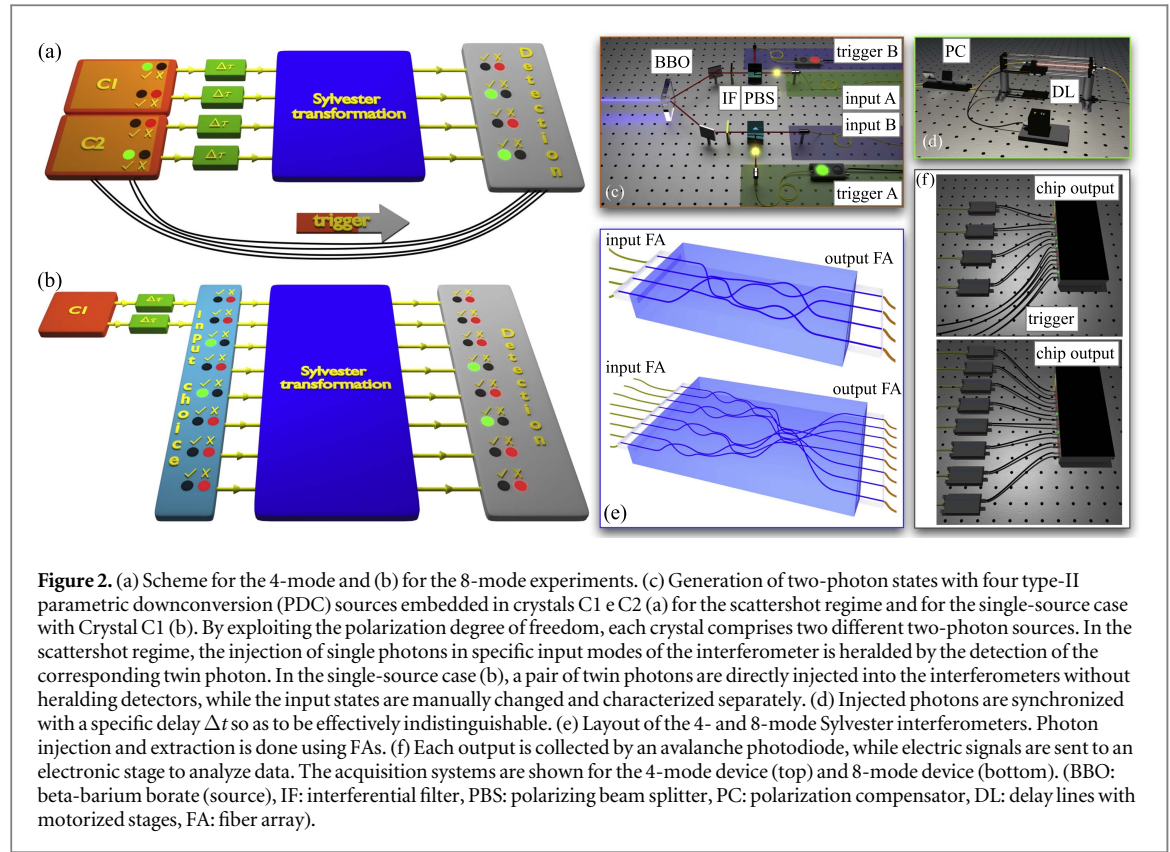 (a)
C1
✓ X
Δτ
Δτ
C2
✓ X
✓ X
Δτ
Δτ
Sylvester
transformation
Detection
trigger
(b)
C1
Δτ
Δτ
Input choice
Sylvester
transformation
Detection
BBO
IF
PBS
trigger B
input A
input B
trigger A
(c)
PC
DL
(d)
input FA
output FA
input FA
output FA
(e)
(f)
chip output
trigger
chip output
Figure 2. (a) Scheme for the 4-mode and (b) for the 8-mode experiments. (c) Generation of two-photon states with four type-II
parametric downconversion (PDC) sources embedded in crystals C1 e C2 (a) for the scattershot regime and for the single-source case
with Crystal C1 (b). By exploiting the polarization degree of freedom, each crystal comprises two different two-photon sources. In the
scattershot regime, the injection of single photons in specific input modes of the interferometer is heralded by the detection of the
corresponding twin photon. In the single-source case (b), a pair of twin photons are directly injected into the interferometers without
heralding detectors, while the input states are manually changed and characterized separately. (d) Injected photons are synchronized
with a specific delay Δt so as to be effectively indistinguishable. (e) Layout of the 4- and 8-mode Sylvester interferometers. Photon
injection and extraction is done using FAs. (f) Each output is collected by an avalanche photodiode, while electric signals are sent to an
electronic stage to analyze data. The acquisition systems are shown for the 4-mode device (top) and 8-mode device (bottom). (BBO:
beta-barium borate (source), IF: interferential filter, PBS: polarizing beam splitter, PC: polarization compensator, DL: delay lines with
motorized stages, FA: fiber array).